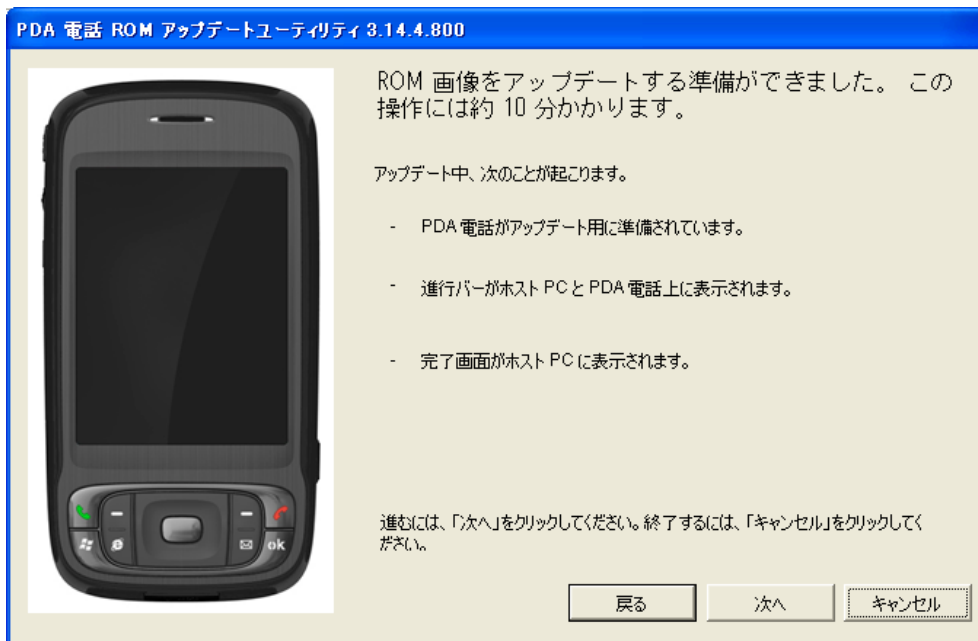 PDA 電話 ROM アップデートユーティリティ 3.14.4.800
ROM 画像をアップデートする準備ができました。 この
操作には約 10 分かかります。
アップデート中、次のことが起こります。
- PDA 電話がアップデート用に準備されています。
- 進行バーがホスト PC と PDA 電話上に表示されます。
- 完了画面がホスト PC に表示されます。
ok
進むには、「次へ」をクリックしてください。終了するには、「キャンセル」をクリックしてく
ださい。
戻る 次へ キャンセル